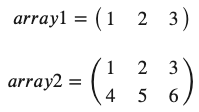 array1 = ( 1 2 3 )
array2 = ( 1 2 3
4 5 6 )